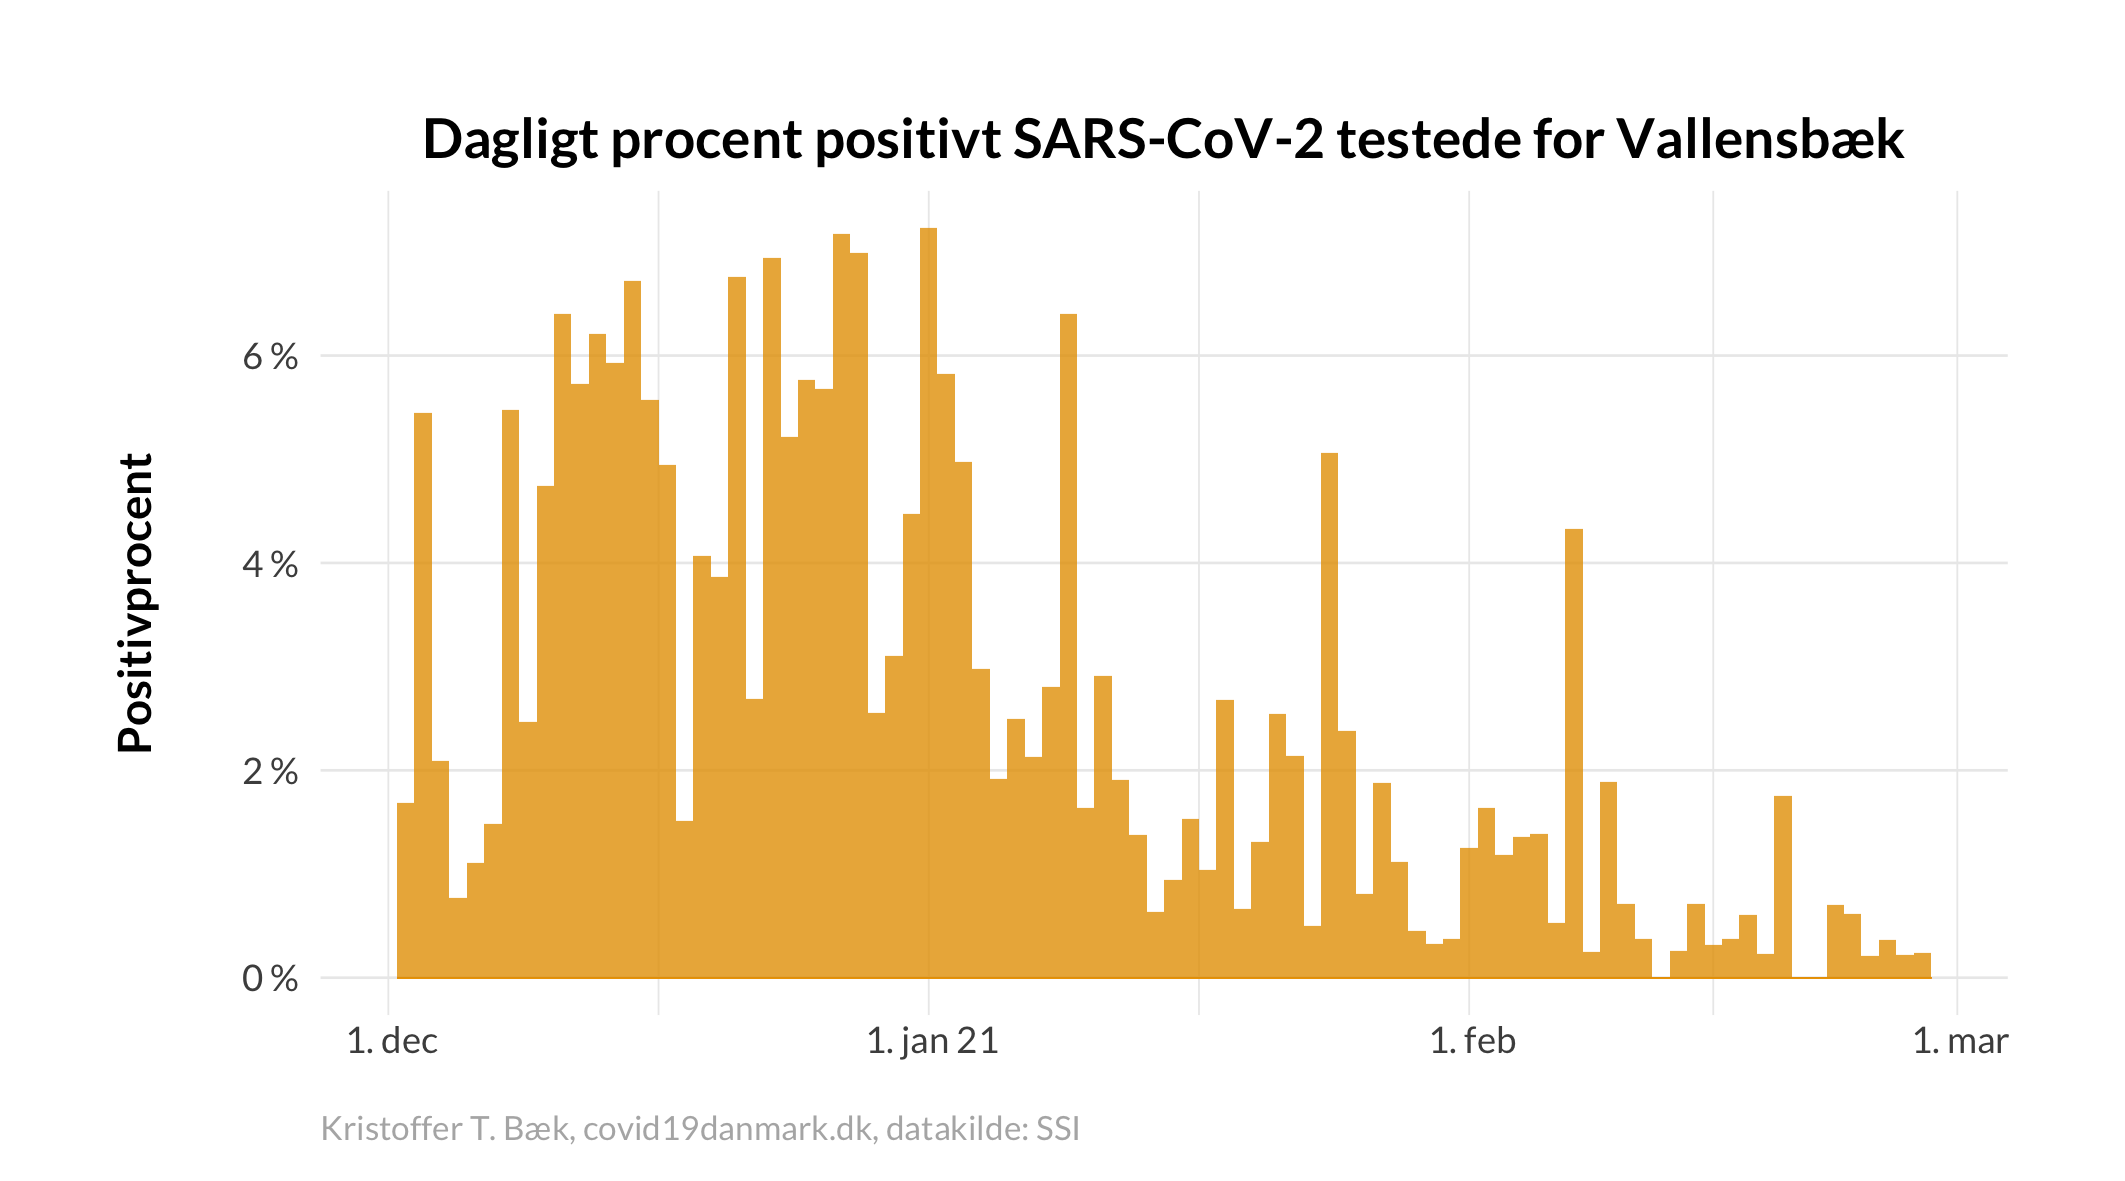 Dagligt procent positivt SARS-CoV-2 testede for Vallensbæk
Positivprocent
6 %
4 %
2 %
0 %
1. dec
1. jan 21
1. feb
1. mar
Kristoffer T. Bæk, covid19danmark.dk, datakilde: SSI